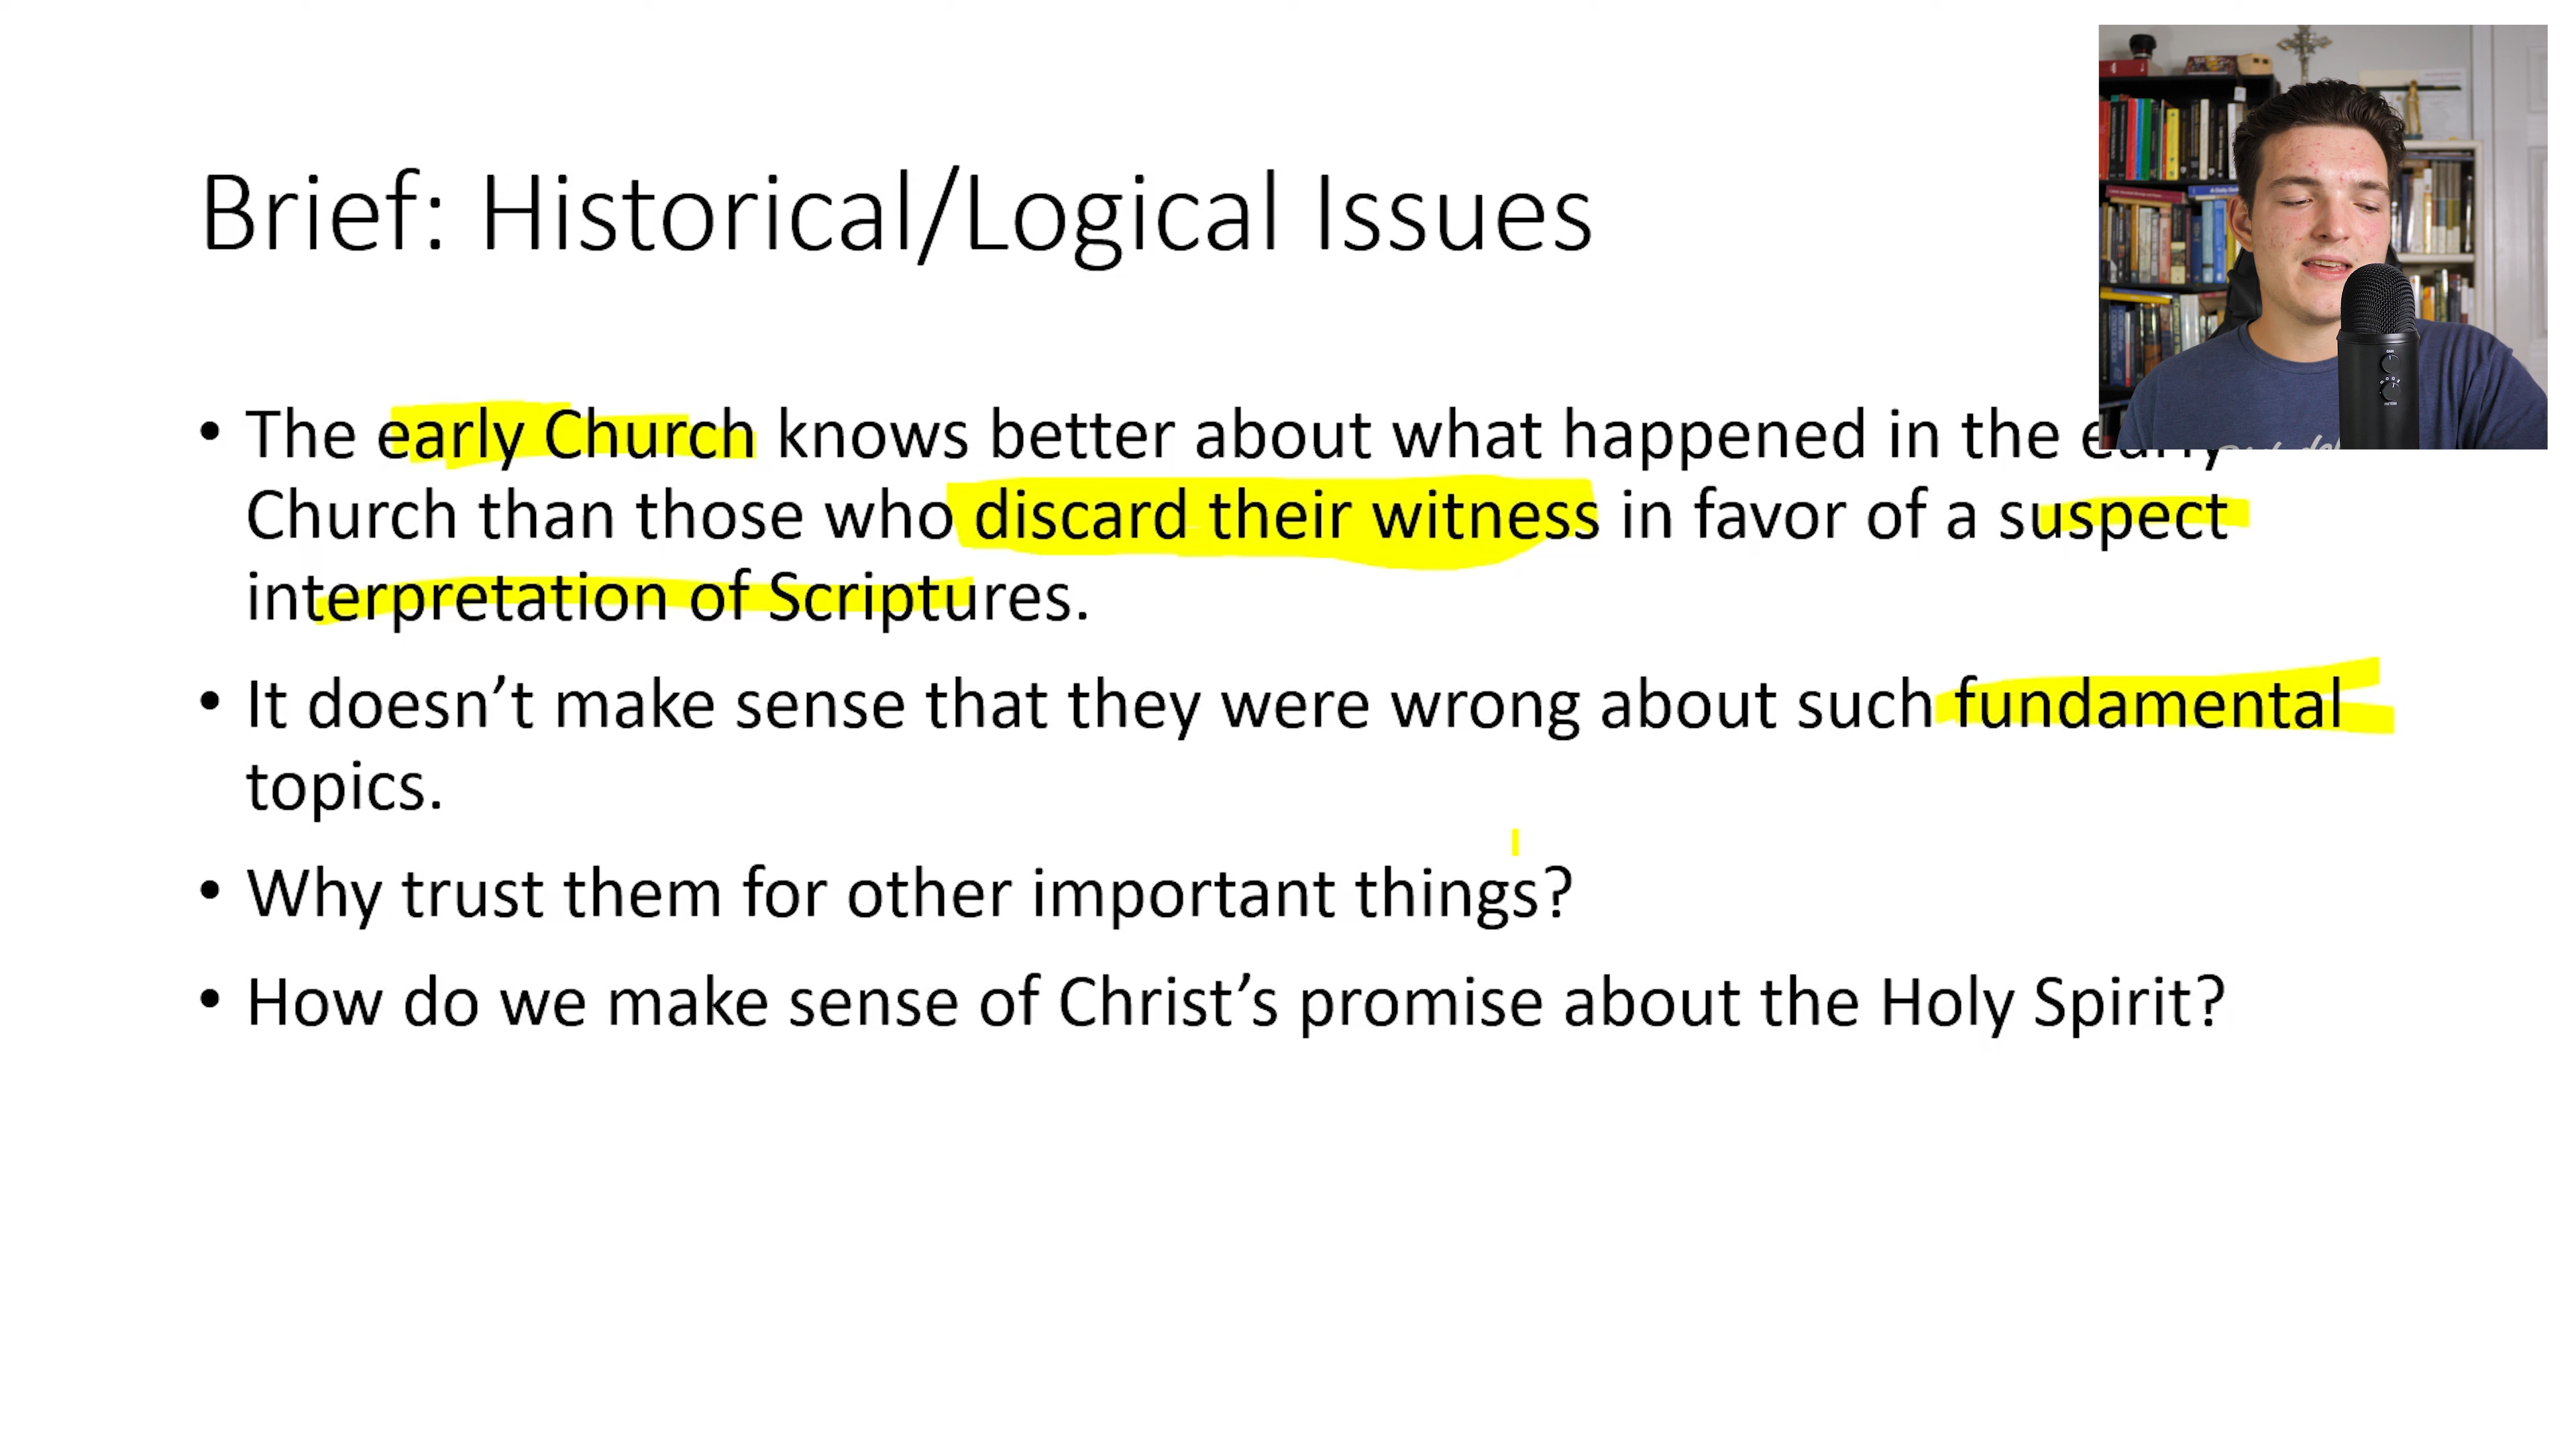 Brief: Historical/Logical Issues
• The early Church knows better about what happened in the early
Church than those who discard their witness in favor of a suspect
interpretation of Scriptures.
• It doesn’t make sense that they were wrong about such fundamental
topics.
• Why trust them for other important things?
• How do we make sense of Christ’s promise about the Holy Spirit?